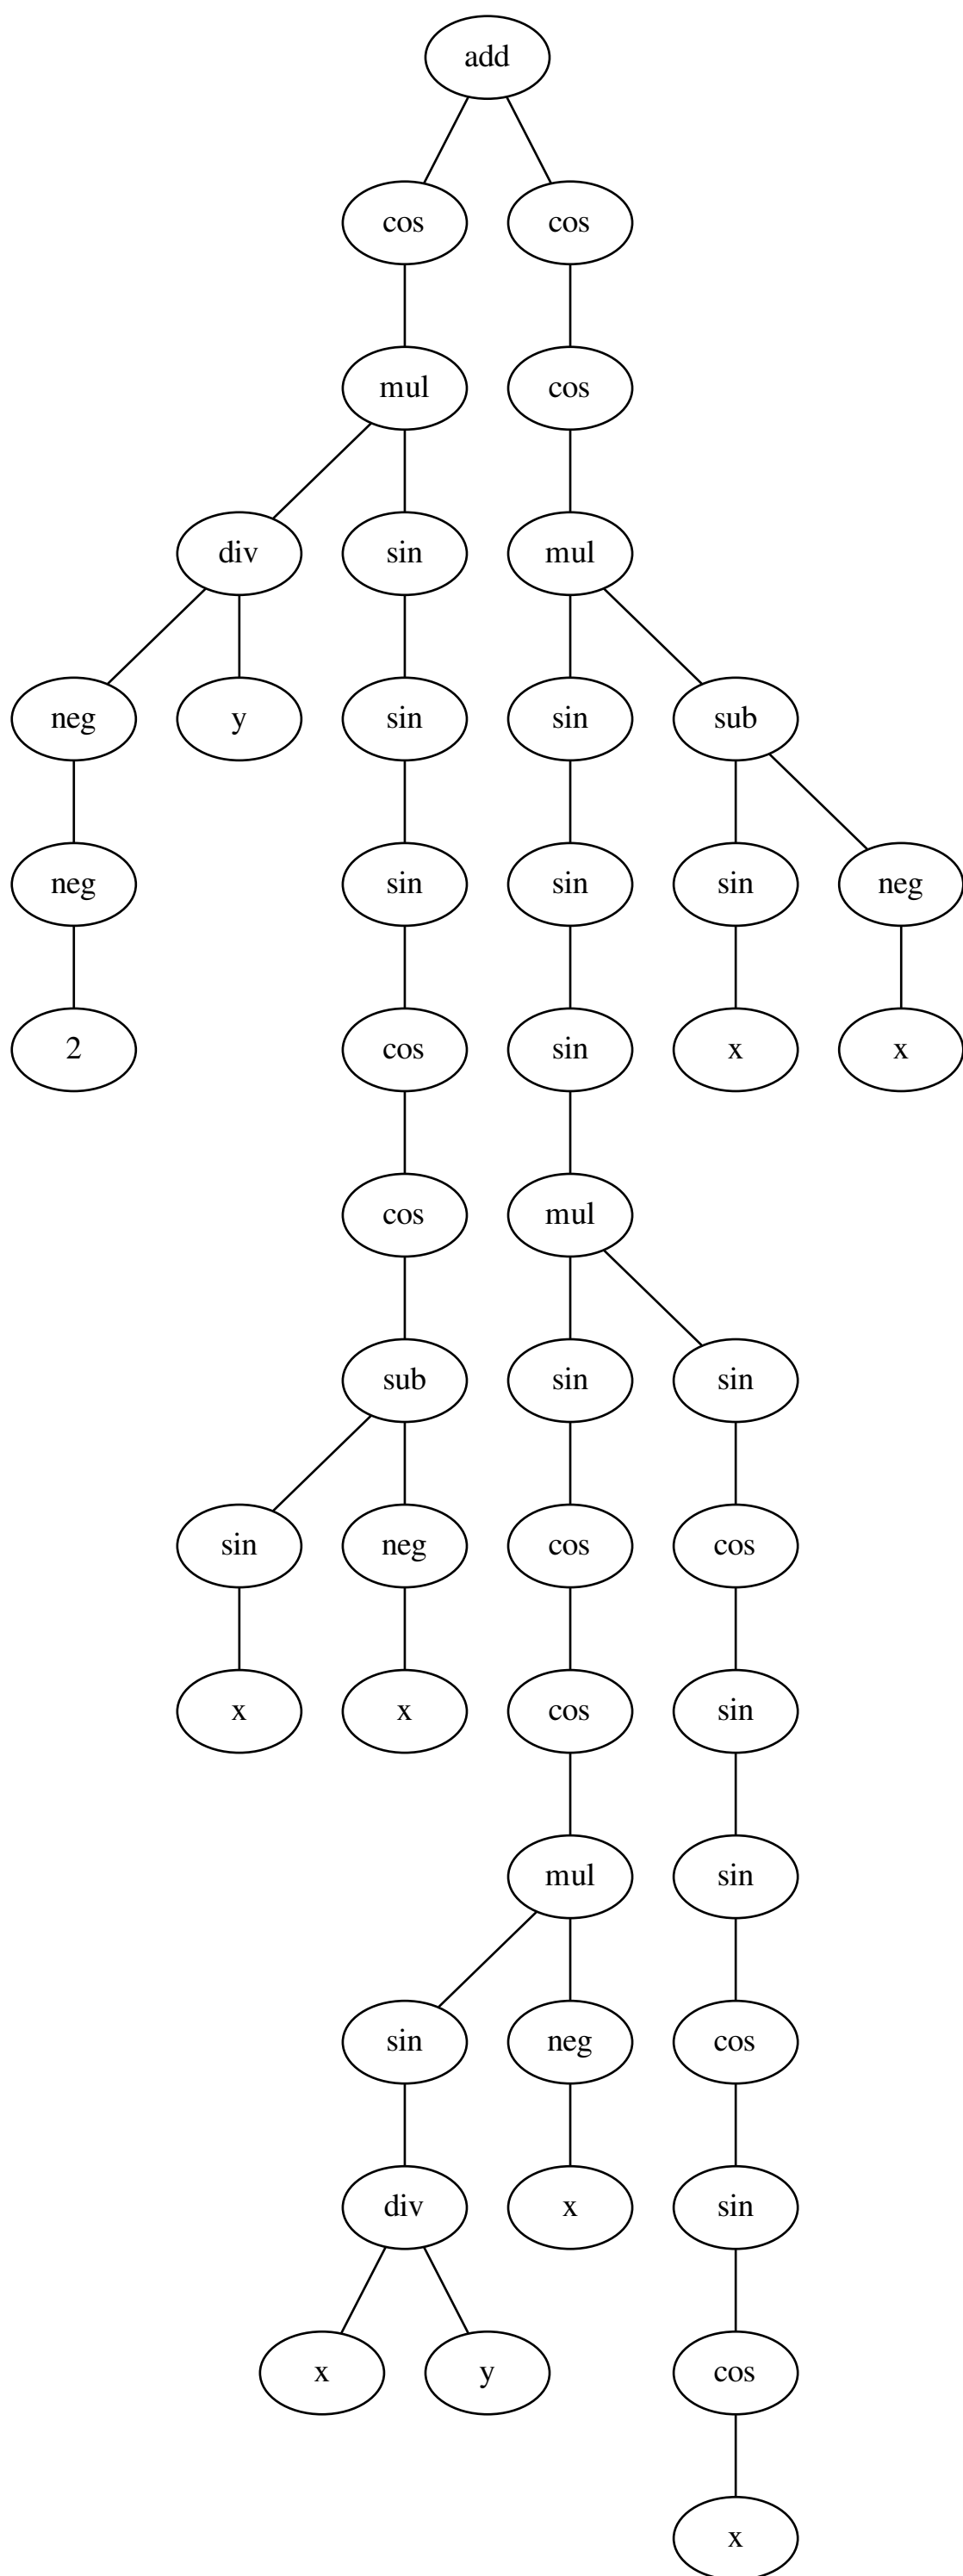 add
cos cos
mul cos
div sin mul
neg y sin sin sub
neg sin sin sin neg
2 cos sin x x
cos mul
sub sin sin
sin neg cos cos
x x cos sin
mul sin
sin neg cos
div x sin
x y cos
x